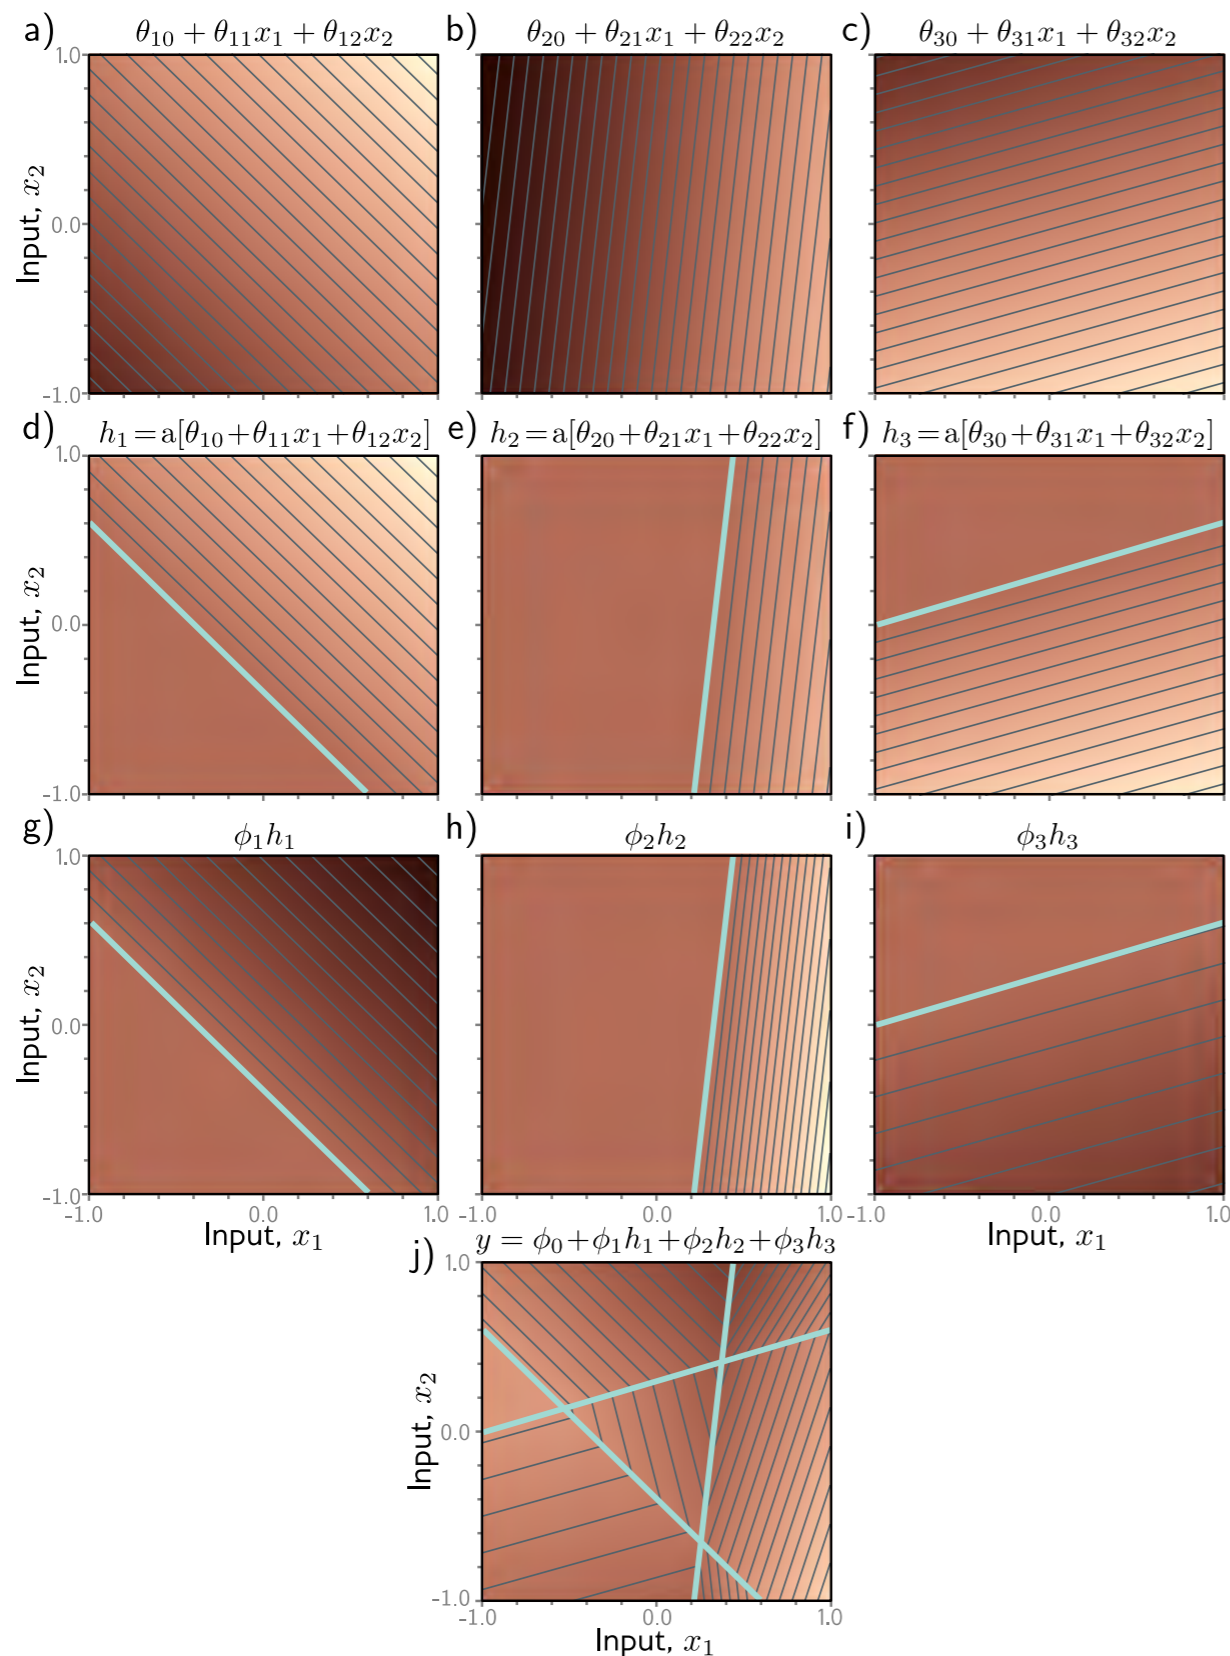 a) θ₁₀ + θ₁₁x₁ + θ₁₂x₂ b) θ₂₀ + θ₂₁x₁ + θ₂₂x₂ c) θ₃₀ + θ₃₁x₁ + θ₃₂x₂
1.0
Input, x₂
0.0
-1.0
d) h₁ = a[θ₁₀+θ₁₁x₁+θ₁₂x₂] e) h₂ = a[θ₂₀+θ₂₁x₁+θ₂₂x₂] f) h₃ = a[θ₃₀+θ₃₁x₁+θ₃₂x₂]
1.0
Input, x₂
0.0
-1.0
g) ϕ₁h₁ h) ϕ₂h₂ i) ϕ₃h₃
1.0
Input, x₂
0.0
-1.0
-1.0 0.0 1.0 0.0 1.0 -1.0 0.0 1.0
Input, x₁ Input, x₁
j) y = ϕ₀+ϕ₁h₁+ϕ₂h₂+ϕ₃h₃
1.0
Input, x₂
0.0
-1.0
-1.0 0.0 1.0
Input, x₁